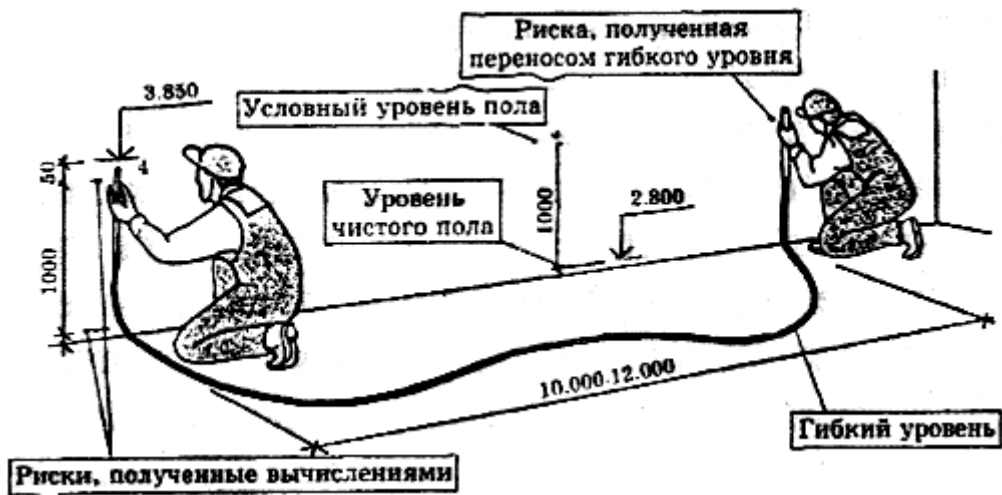 Риска, полученная
переносом гибкого уровня
3.850
Условный уровень пола
50
4
1000
Уровень
чистого пола
1000
2.800
10.000-12.000
Гибкий уровень
Риски, полученные вычислениями